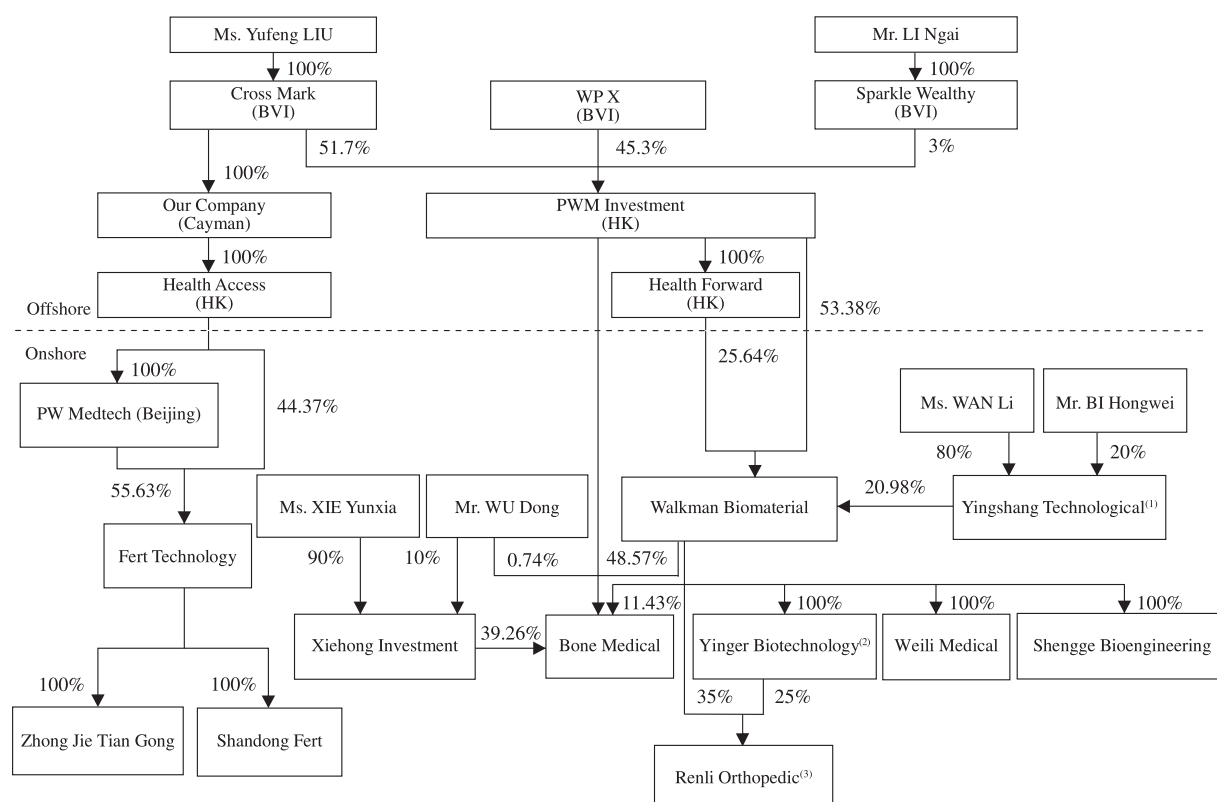 Ms. Yufeng LIU
Mr. LI Ngai
100%
100%
Cross Mark
(BVI)
WP X
(BVI)
Sparkle Wealthy
(BVI)
51.7%
45.3%
3%
100%
Our Company
(Cayman)
PWM Investment
(HK)
100%
100%
Health Access
(HK)
Health Forward
(HK)
Offshore
53.38%
Onshore
100%
25.64%
PW Medtech (Beijing)
44.37%
Ms. WAN Li
Mr. BI Hongwei
80%
20%
55.63%
Ms. XIE Yunxia
Mr. WU Dong
Walkman Biomaterial
20.98%
Yingshang Technological(1)
Fert Technology
90%
10%
0.74%
48.57%
11.43%
100%
100%
100%
Xiehong Investment
39.26%
Bone Medical
Yinger Biotechnology(2)
Weili Medical
Shengge Bioengineering
100%
100%
35%
25%
Zhong Jie Tian Gong
Shandong Fert
Renli Orthopedic(3)